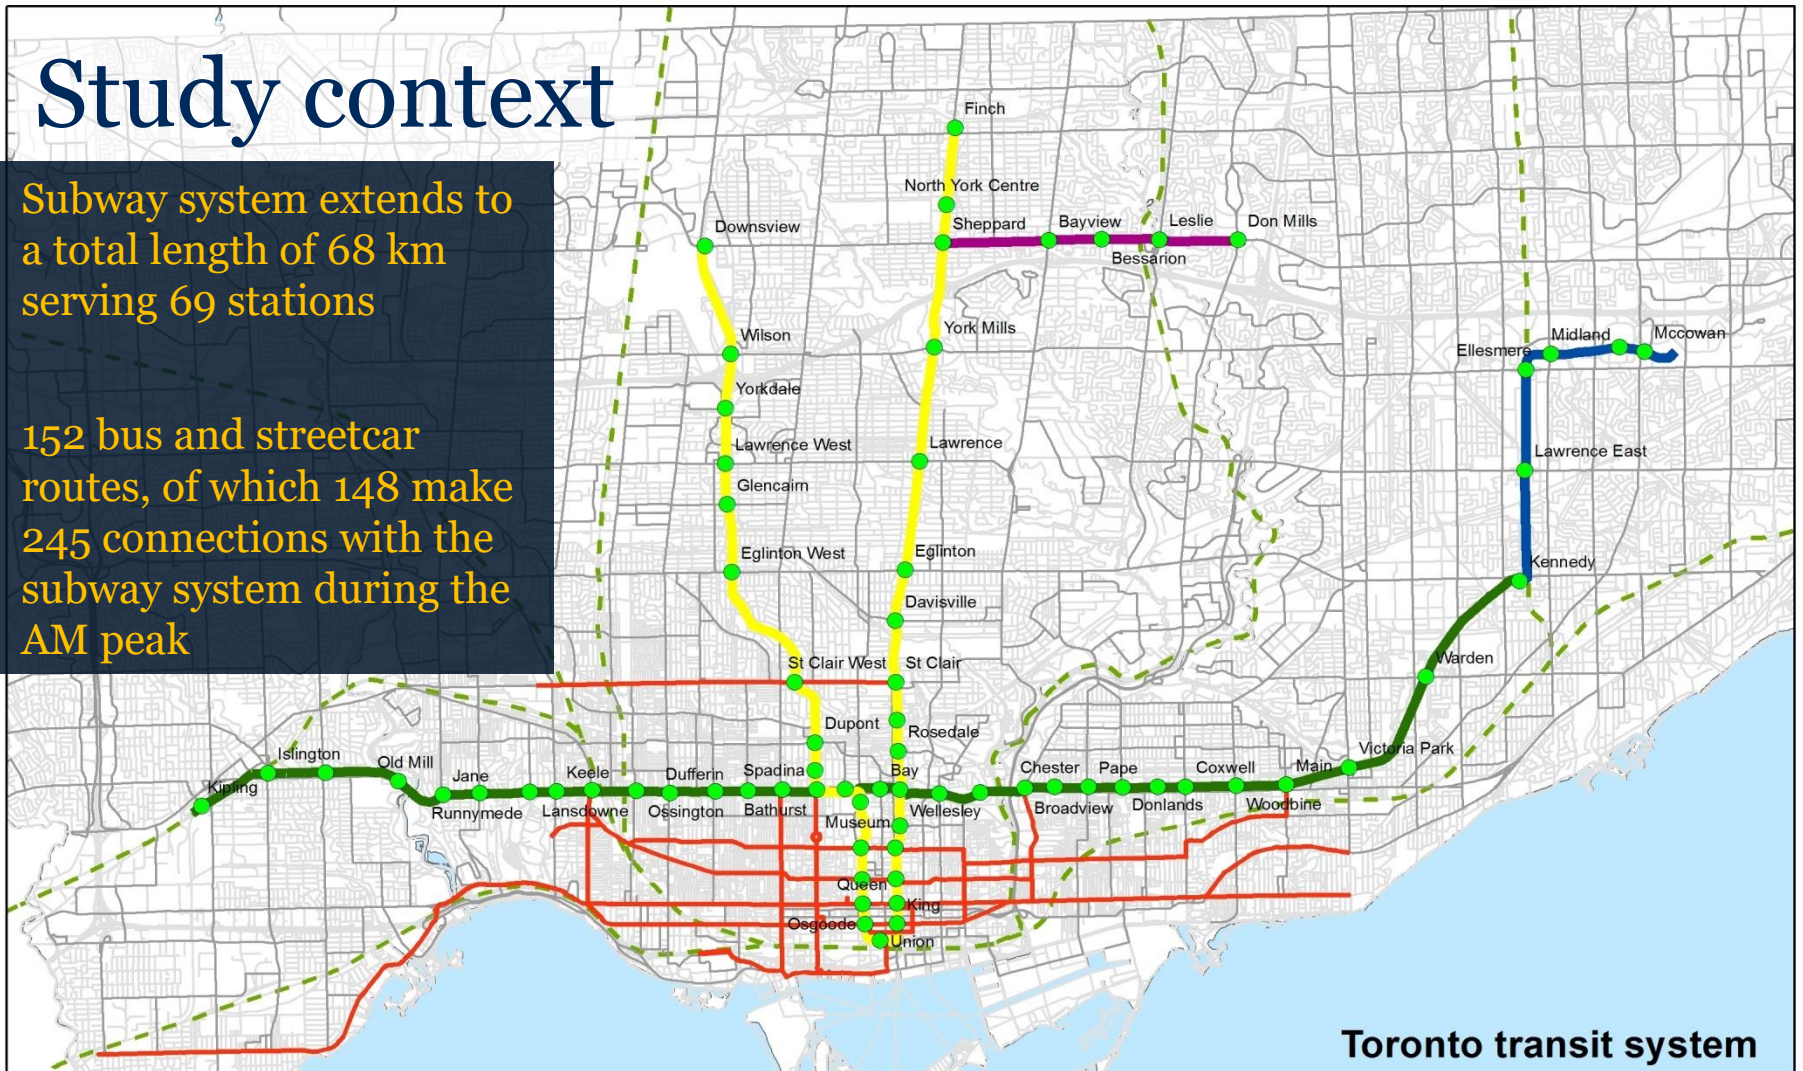 Study context
Subway system extends to
a total length of 68 km
serving 69 stations
152 bus and streetcar
routes, of which 148 make
245 connections with the
subway system during the
AM peak
Finch
North York Centre
Downsview
Sheppard
Bayview
Leslie
Don Mills
Bessarion
Wilson
York Mills
Ellesmere
Midland
Mccowan
Yorkdale
Lawrence West
Lawrence
Lawrence East
Glencairn
Eglinton West
Eglinton
Kennedy
Davisville
St Clair West
St Clair
Warden
Dupont
Rosedale
Kipling
Islington
Old Mill
Jane
Keele
Dufferin
Spadina
Bay
Chester
Pape
Coxwell
Main
Victoria Park
Runnymede
Lansdowne
Ossington
Bathurst
Museum
Wellesley
Broadview
Donlands
Woodbine
Queen
King
Osgoode
Union
Toronto transit system